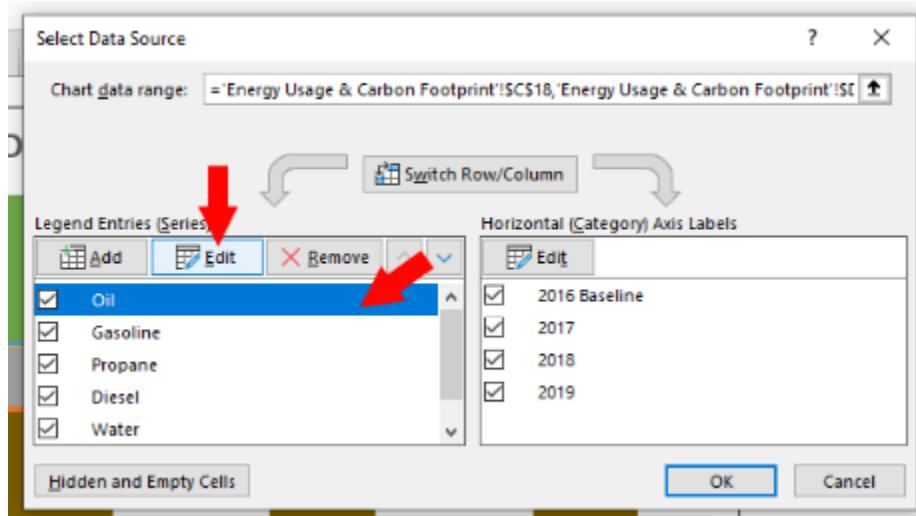 Select Data Source ? ×
Chart data range: ='Energy Usage & Carbon Footprint'!$C$18,'Energy Usage & Carbon Footprint'!
Switch Row/Column
Legend Entries (Series)
Add Edit Remove
Oil
Gasoline
Propane
Diesel
Water
Horizontal (Category) Axis Labels
Edit
2016 Baseline
2017
2018
2019
Hidden and Empty Cells
OK Cancel